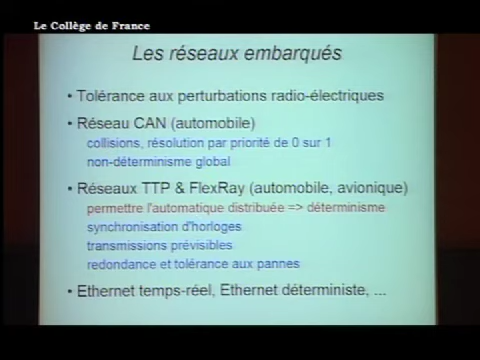 Le Collège de France
Les réseaux embarqués
• Tolérance aux perturbations radio-électriques
• Réseau CAN (automobile)
collisions, résolution par priorité de 0 sur 1
non-déterminisme global
• Réseaux TTP & FlexRay (automobile, avionique)
permettre l'automatique distribuée => déterminisme
synchronisation d'horloges
transmissions prévisibles
redondance et tolérance aux pannes
• Ethernet temps-réel, Ethernet déterministe, ...